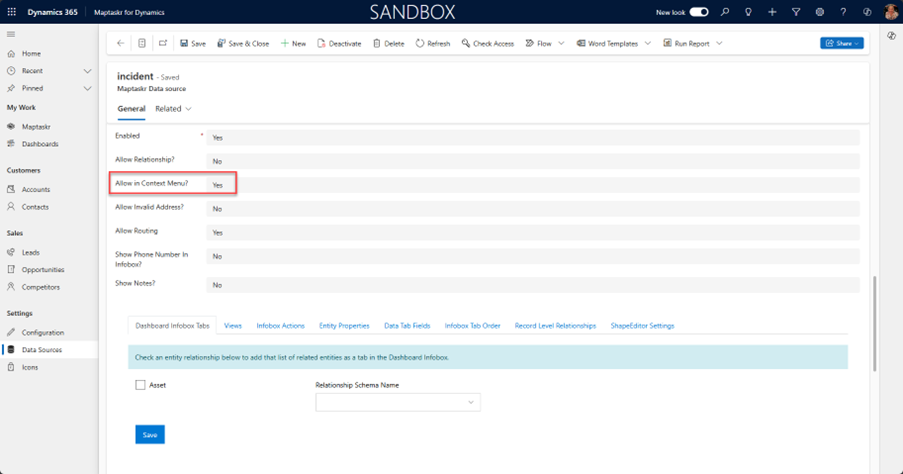 Dynamics 365 Maptaskr for Dynamics SANDBOX New look
Save Save & Close New Deactivate Delete Refresh Check Access Flow Word Templates Run Report Share
Home
Recent
Pinned
My Work
Maptaskr
Dashboards
Customers
Accounts
Contacts
Sales
Leads
Opportunities
Competitors
Settings
Configuration
Data Sources
Icons
incident - Saved
Maptaskr Data source
General Related
Enabled * Yes
Allow Relationship? No
Allow in Context Menu? Yes
Allow Invalid Address? No
Allow Routing Yes
Show Phone Number In
Infobox? No
Show Notes? No
Dashboard Infobox Tabs Views Infobox Actions Entity Properties Data Tab Fields Infobox Tab Order Record Level Relationships ShapeEditor Settings
Check an entity relationship below to add that list of related entities as a tab in the Dashboard Infobox.
Asset Relationship Schema Name
Save